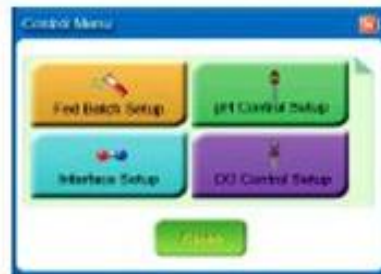 Control Menu
Fed Batch Setup
pH Control Setup
Interface Setup
DO Control Setup